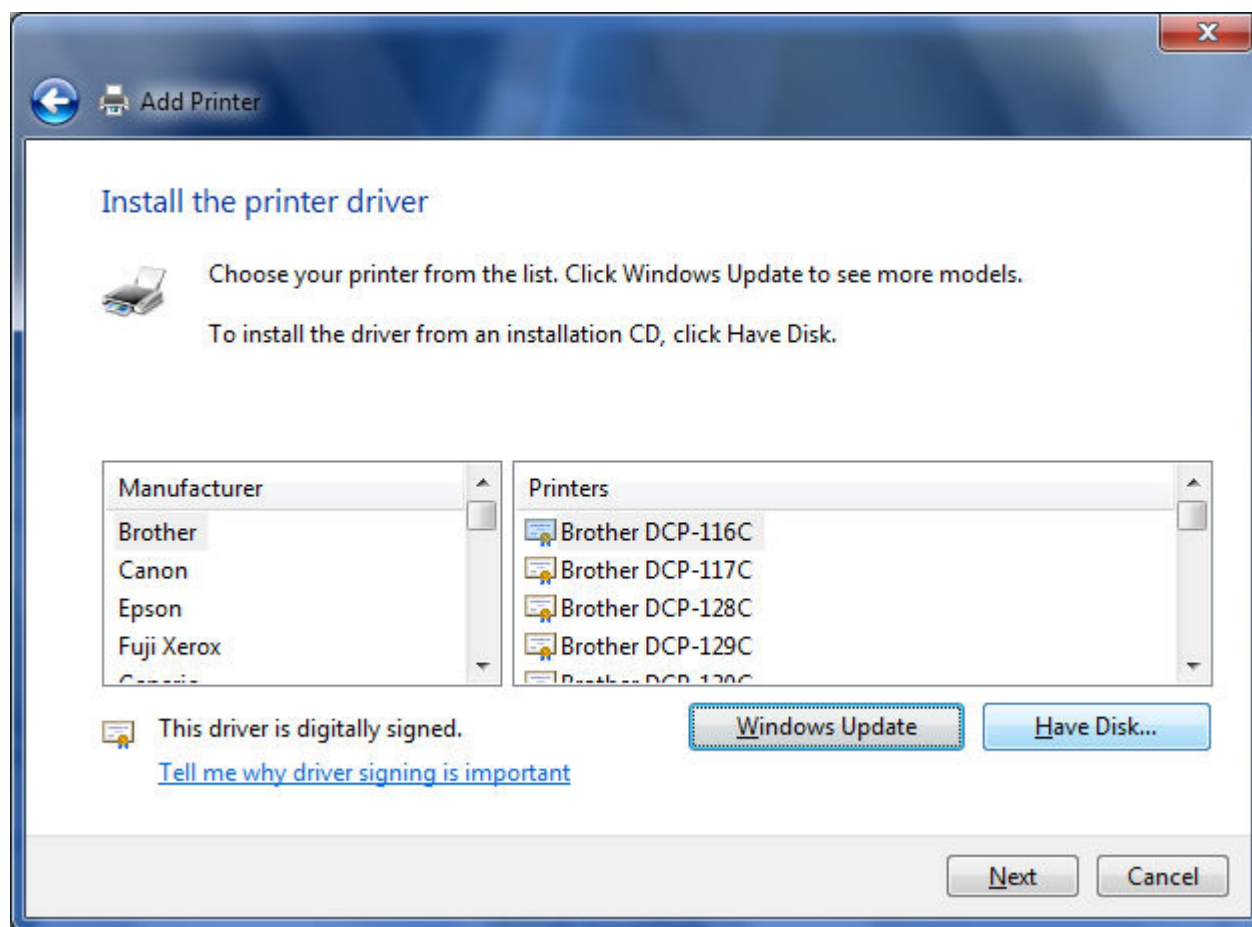 Add Printer
Install the printer driver
Choose your printer from the list. Click Windows Update to see more models.
To install the driver from an installation CD, click Have Disk.
Manufacturer
Brother
Canon
Epson
Fuji Xerox
Printers
Brother DCP-116C
Brother DCP-117C
Brother DCP-128C
Brother DCP-129C
This driver is digitally signed.
Tell me why driver signing is important
Windows Update
Have Disk...
Next
Cancel